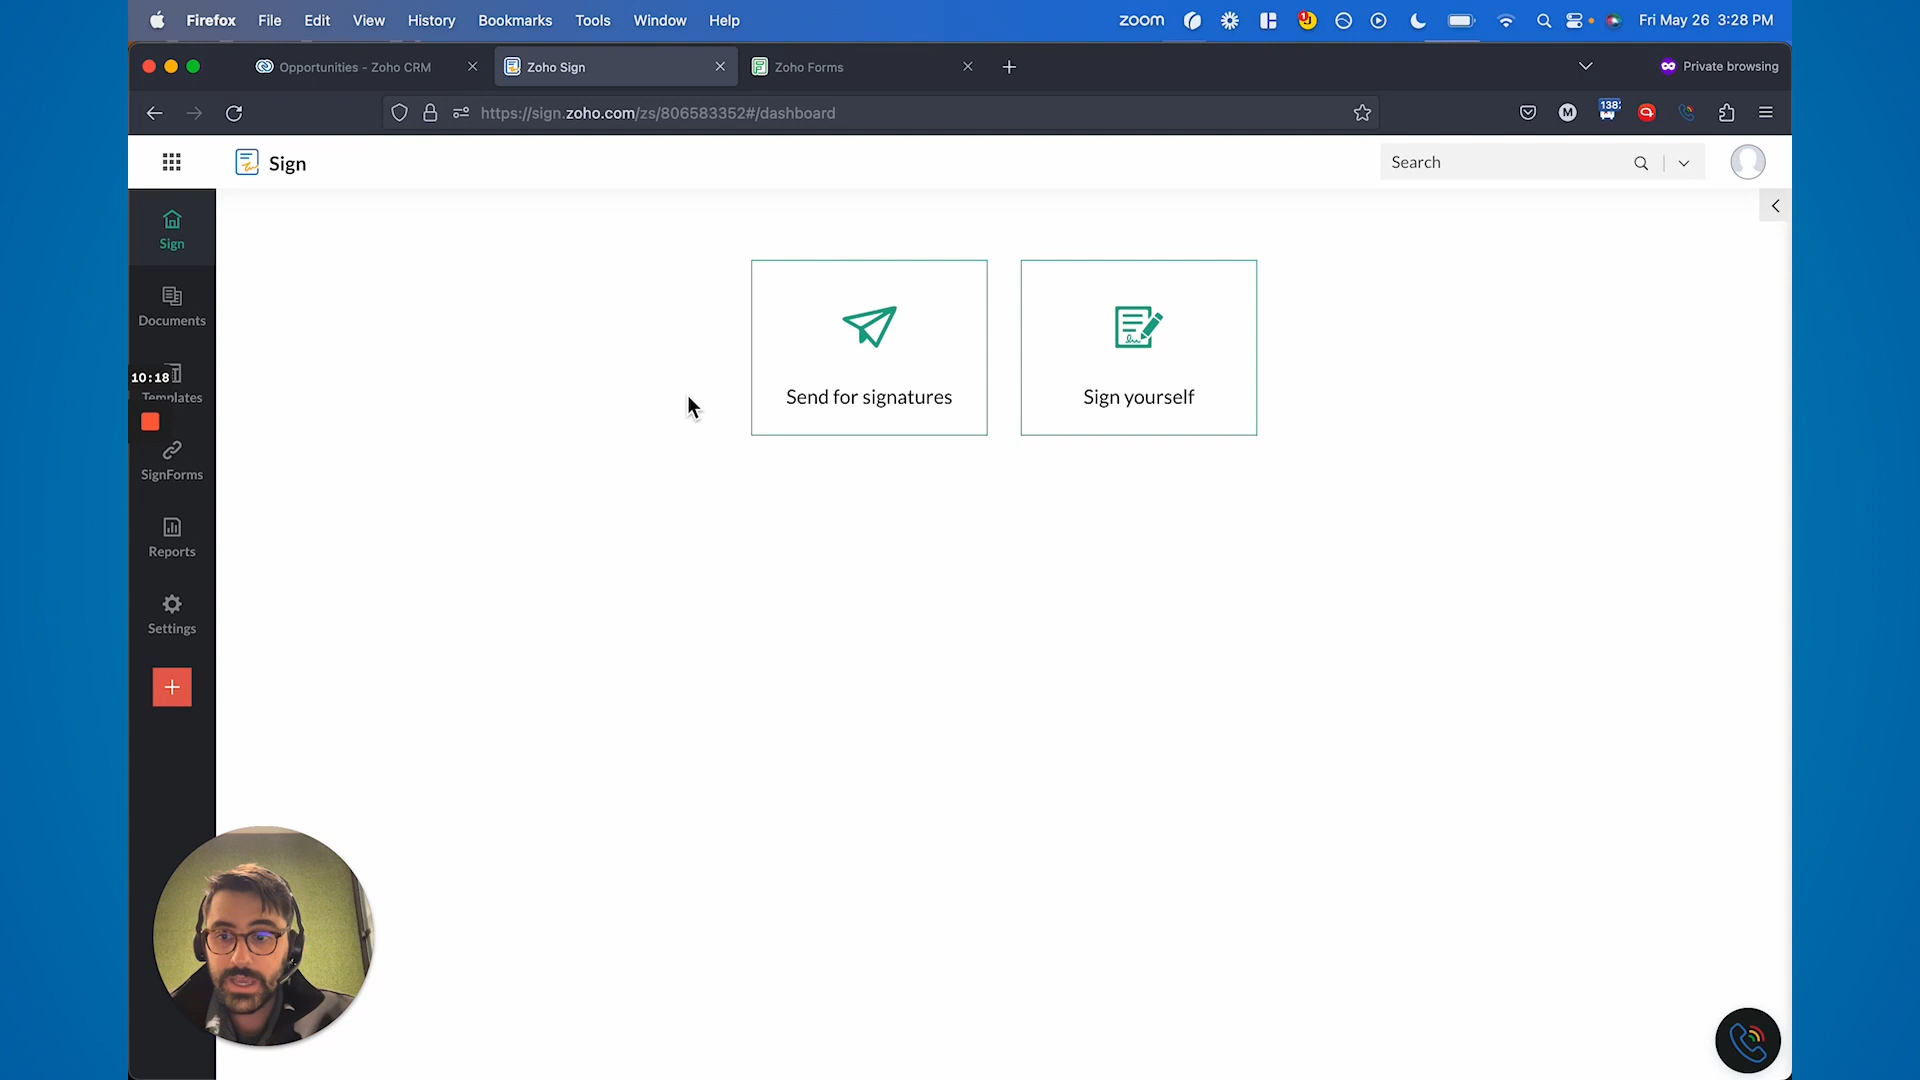 Firefox File Edit View History Bookmarks Tools Window Help zoom Fri May 26 3:28 PM
Opportunities - Zoho CRM Zoho Sign Zoho Forms Private browsing
https://sign.zoho.com/zs/806583352#/dashboard M 138
Sign Search
Sign
Documents
10:18
Templates
SignForms
Reports
Settings
Send for signatures Sign yourself